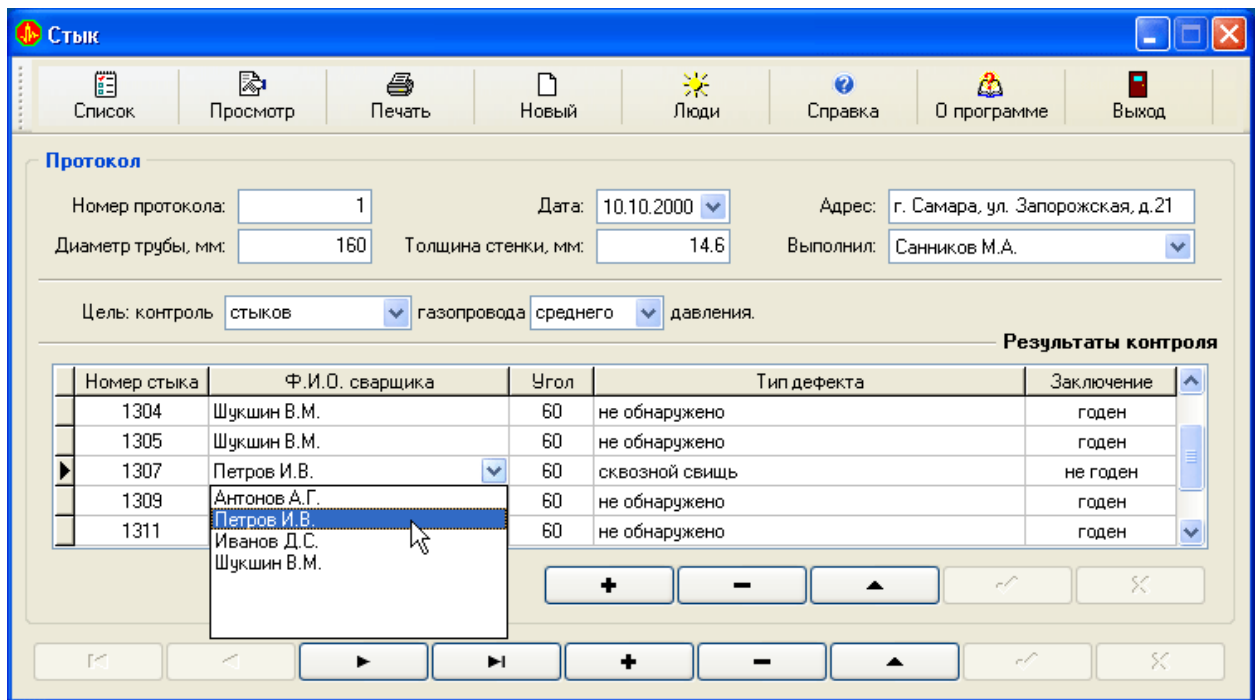 Стык
Список Просмотр Печать Новый Люди Справка О программе Выход
Протокол
Номер протокола: 1 Дата: 10.10.2000 Адрес: г. Самара, ул. Запорожская, д.21
Диаметр трубы, мм: 160 Толщина стенки, мм: 14.6 Выполнил: Санников М.А.
Цель: контроль стыков газопровода среднего давления.
Результаты контроля
Номер стыка Ф.И.О. сварщика Угол Тип дефекта Заключение
1304 Шукшин В.М. 60 не обнаружено годен
1305 Шукшин В.М. 60 не обнаружено годен
1307 Петров И.В. 60 сквозной свищь не годен
1309 60 не обнаружено годен
1311 60 не обнаружено годен
Антонов А.Г.
Петров И.В.
Иванов Д.С.
Шукшин В.М.